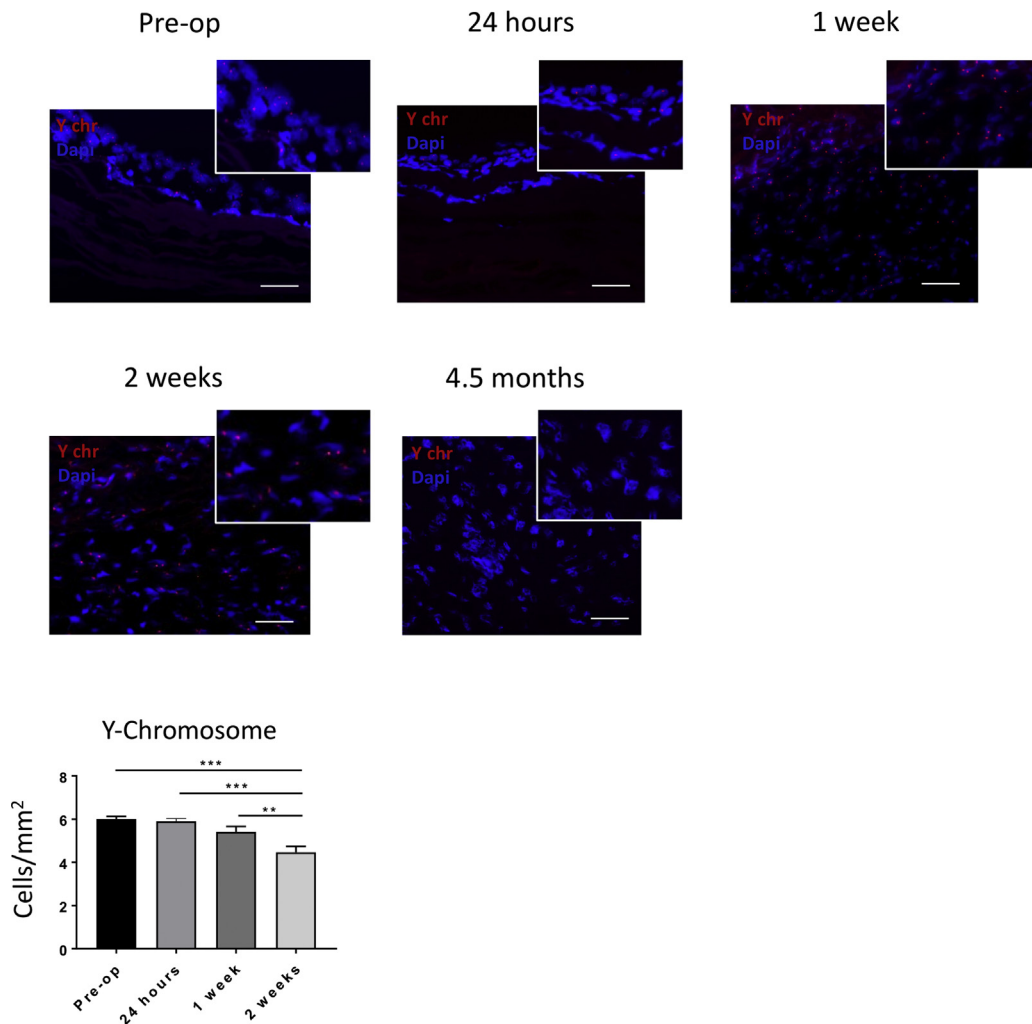 Pre-op
24 hours
1 week
Y chr
Dapi
Y chr
Dapi
Y chr
Dapi
2 weeks
4.5 months
Y chr
Dapi
Y chr
Dapi
Y-Chromosome
***
***
**
Cells/mm²
8
6
4
2
0
Pre-op
24 hours
1 week
2 weeks